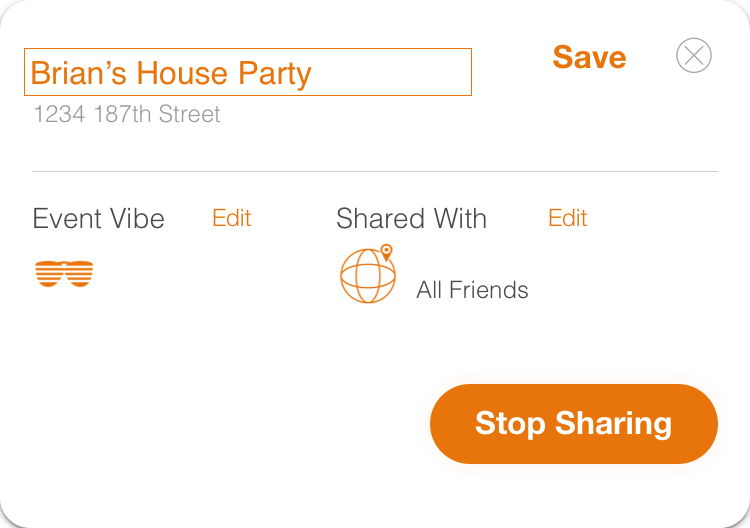 Brian’s House Party
Save
1234 187th Street
Event Vibe
Edit
Shared With
Edit
All Friends
Stop Sharing